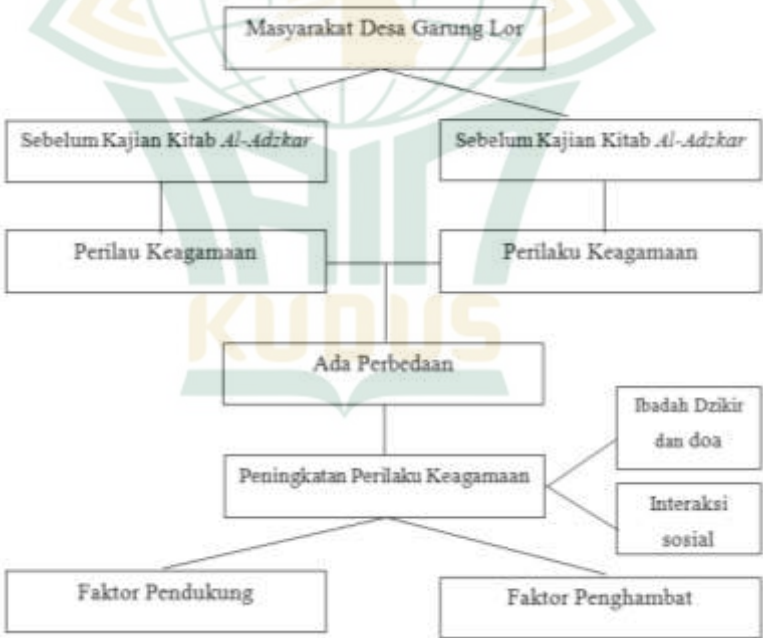 Masyarakat Desa Garung Lor
Sebelum Kajian Kitab Al-Adzkar
Sebelum Kajian Kitab Al-Adzkar
Perilau Keagamaan
Perilaku Keagamaan
KUDUS
Ada Perbedaan
Ibadah Dzikir
dan doa
Peningkatan Perilaku Keagamaan
Interaksi
sosial
Faktor Pendukung
Faktor Penghambat